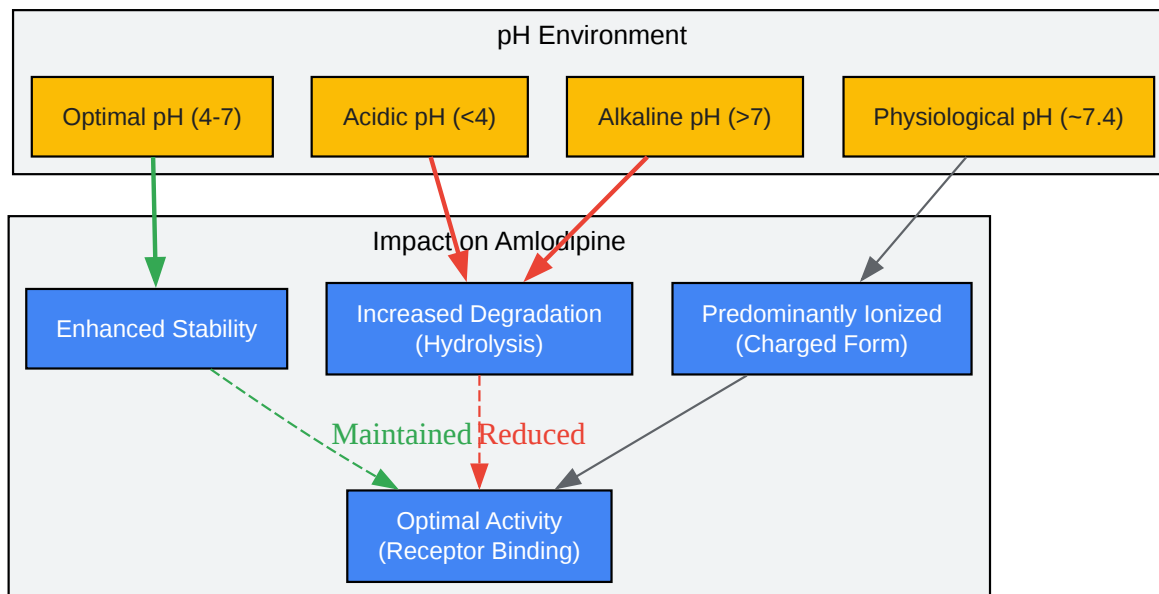 pH Environment
Optimal pH (4-7)
Acidic pH (<4)
Alkaline pH (>7)
Physiological pH (~7.4)
Impact on Amlodipine
Enhanced Stability
Increased Degradation
(Hydrolysis)
Predominantly Ionized
(Charged Form)
Maintained
Reduced
Optimal Activity
(Receptor Binding)